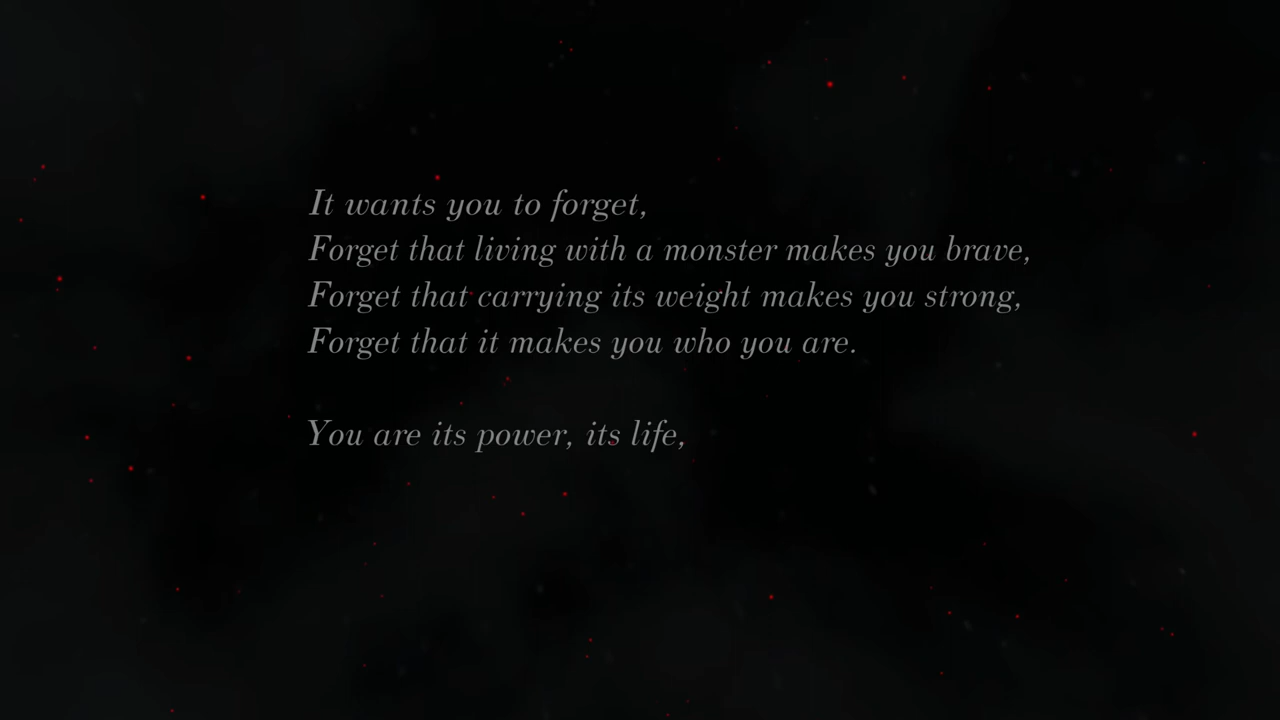 It wants you to forget,
Forget that living with a monster makes you brave,
Forget that carrying its weight makes you strong,
Forget that it makes you who you are.
You are its power, its life,